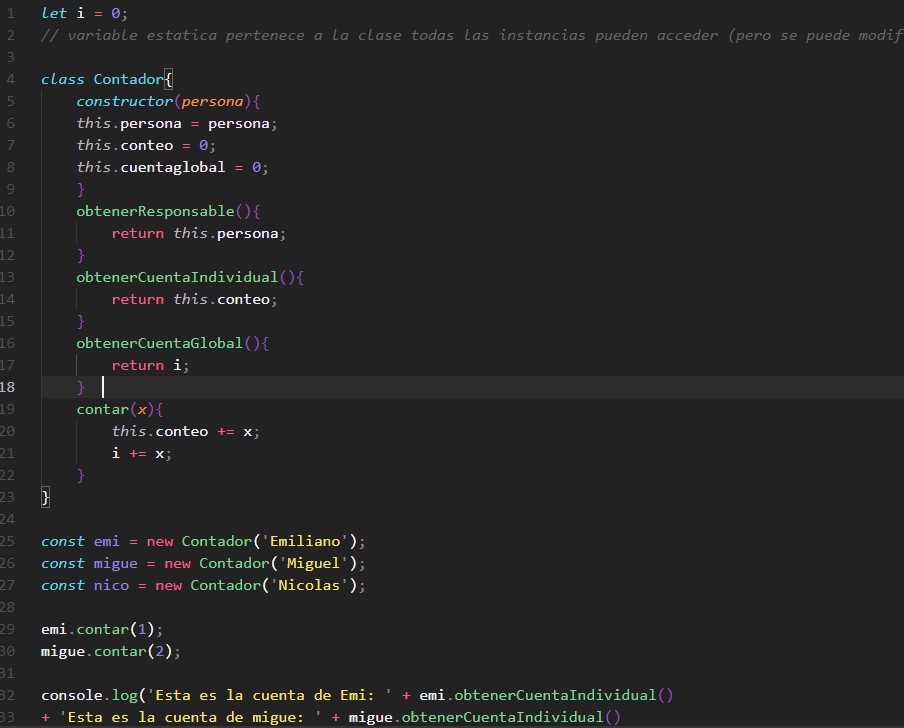 1 let i = 0;
2 // variable estatica pertenece a la clase todas las instancias pueden acceder (pero se puede modif
3
4 class Contador{
5 constructor(persona){
6 this.persona = persona;
7 this.conteo = 0;
8 this.cuentaglobal = 0;
9 }
10 obtenerResponsable(){
11 return this.persona;
12 }
13 obtenerCuentaIndividual(){
14 return this.conteo;
15 }
16 obtenerCuentaGlobal(){
17 return i;
18 }
19 contar(x){
20 this.conteo += x;
21 i += x;
22 }
23 }
24
25 const emi = new Contador('Emiliano');
26 const migue = new Contador('Miguel');
27 const nico = new Contador('Nicolas');
28
29 emi.contar(1);
30 migue.contar(2);
31
32 console.log('Esta es la cuenta de Emi: ' + emi.obtenerCuentaIndividual()
33 + 'Esta es la cuenta de migue: ' + migue.obtenerCuentaIndividual()